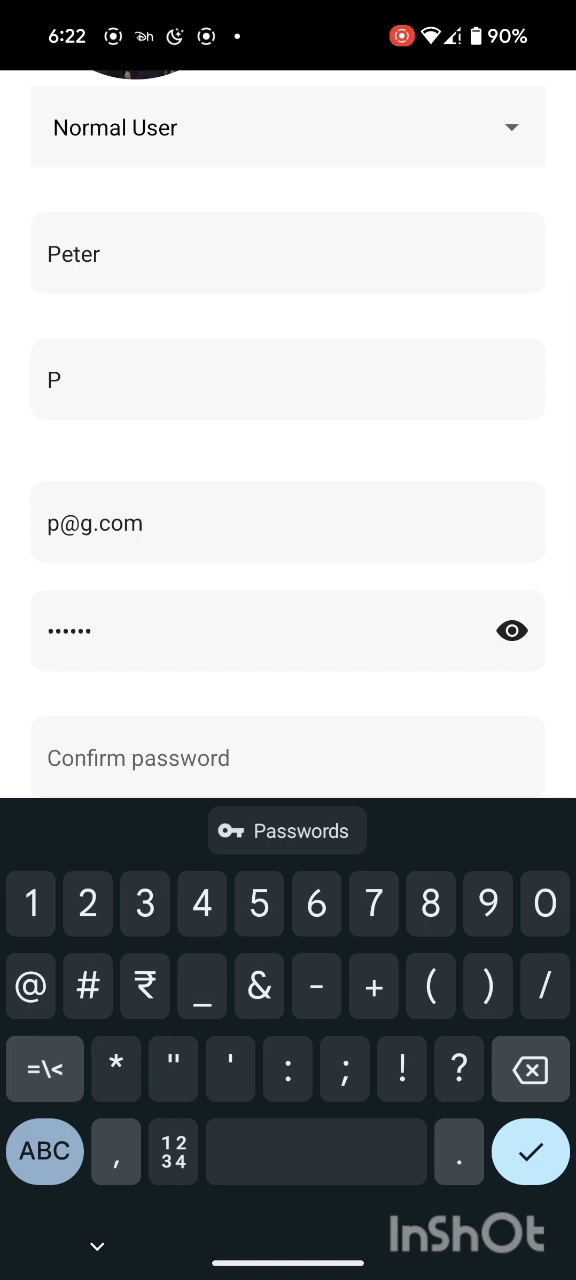 6:22
90%
Normal User
Peter
P
p@g.com
••••••
Confirm password
Passwords
1 2 3 4 5 6 7 8 9 0
@ # ₹ _ & - + ( ) /
=\< * " ' : ; ! ?
ABC , 12 34 .
InShOt